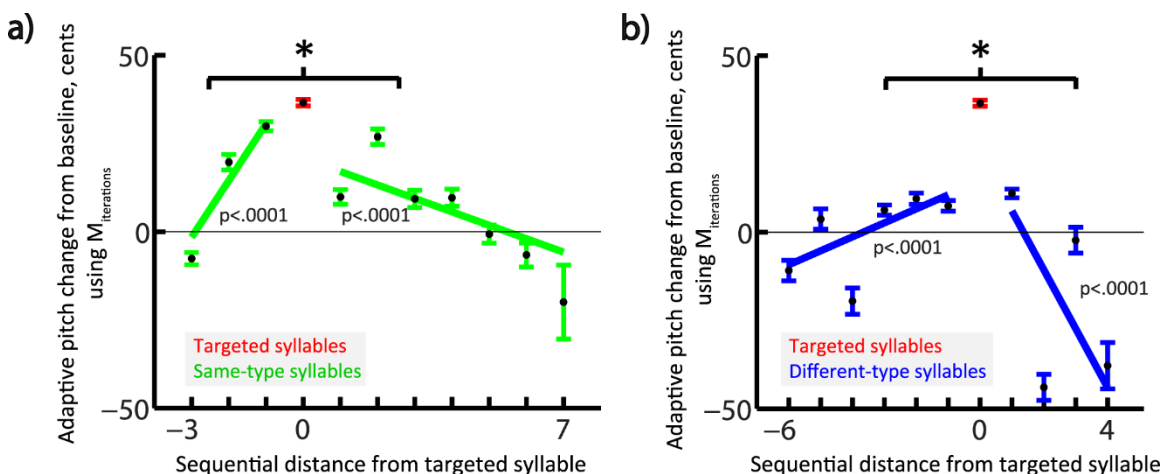 a)
Adaptive pitch change from baseline, cents
using Miterations
50
0
−50
*
p<.0001
p<.0001
Targeted syllables
Same-type syllables
−3
0
7
Sequential distance from targeted syllable
b)
Adaptive pitch change from baseline, cents
using Miterations
50
0
−50
*
p<.0001
p<.0001
Targeted syllables
Different-type syllables
−6
0
4
Sequential distance from targeted syllable